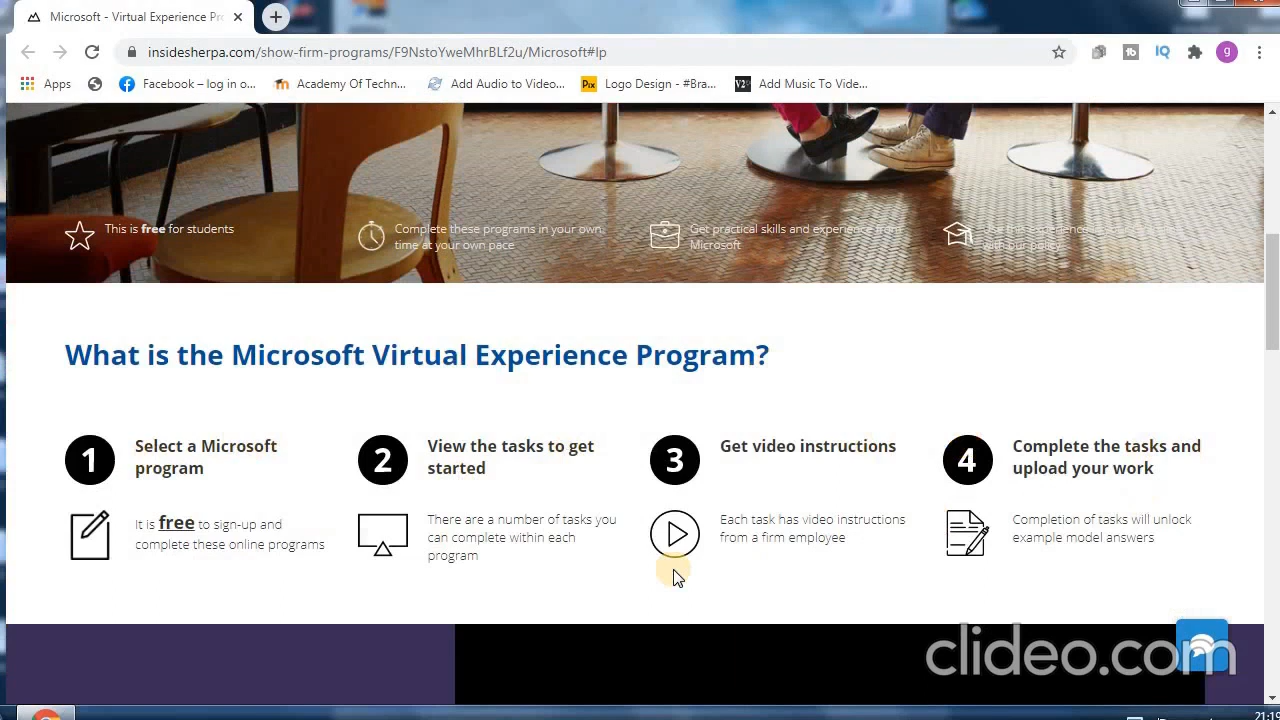 Microsoft - Virtual Experience Pr
insidesherpa.com/show-firm-programs/F9NstoYweMhrBLf2u/Microsoft#lp
g
Apps
Facebook – log in o...
Academy Of Techn...
Add Audio to Video...
Pix
Logo Design - #Bra...
Add Music To Vide...
This is free for students
Complete these programs in your own
time at your own pace
Get practical skills and experience from
Microsoft
with our policy
What is the Microsoft Virtual Experience Program?
1
Select a Microsoft
program
It is free to sign-up and
complete these online programs
2
View the tasks to get
started
There are a number of tasks you
can complete within each
program
3
Get video instructions
Each task has video instructions
from a firm employee
4
Complete the tasks and
upload your work
Completion of tasks will unlock
example model answers
clideo.com